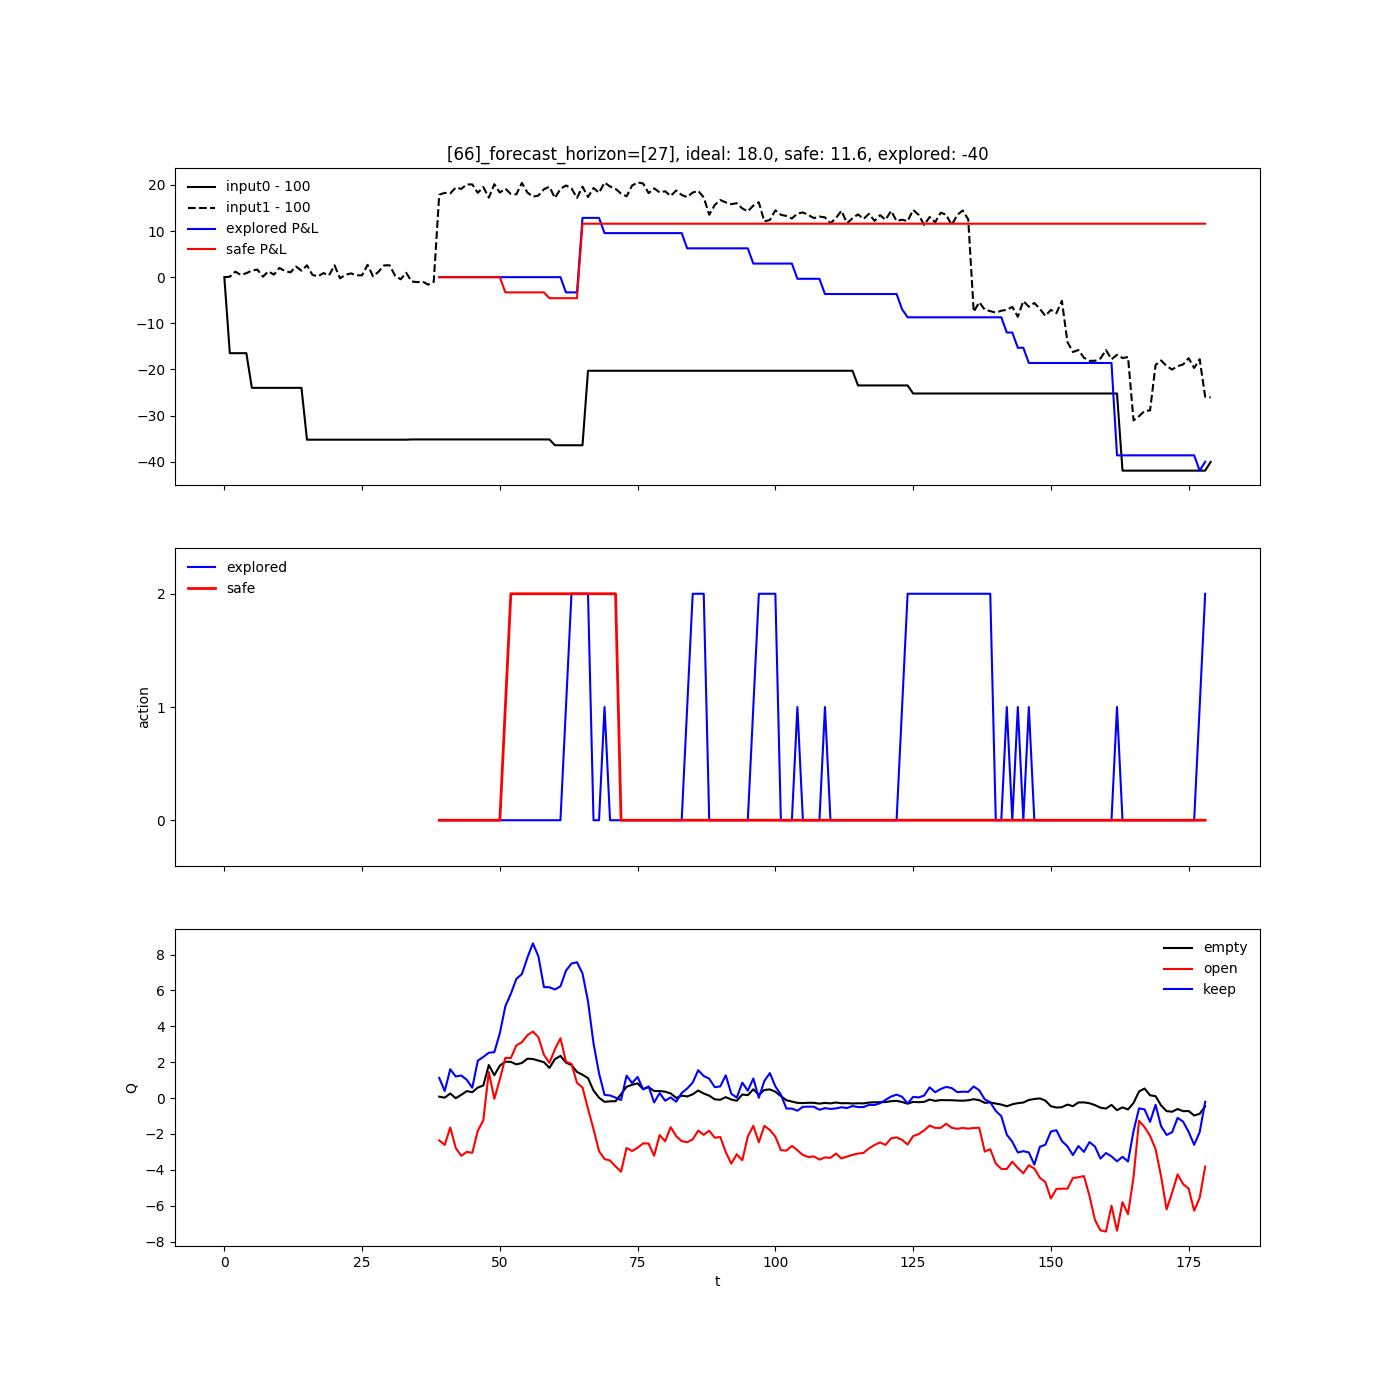 [66]_forecast_horizon=[27], ideal: 18.0, safe: 11.6, explored: -40
input0 - 100
input1 - 100
explored P&L
safe P&L
20
10
0
−10
−20
−30
−40
explored
safe
2
1
0
action
empty
open
keep
8
6
4
2
0
−2
−4
−6
−8
Q
0 25 50 75 100 125 150 175
t